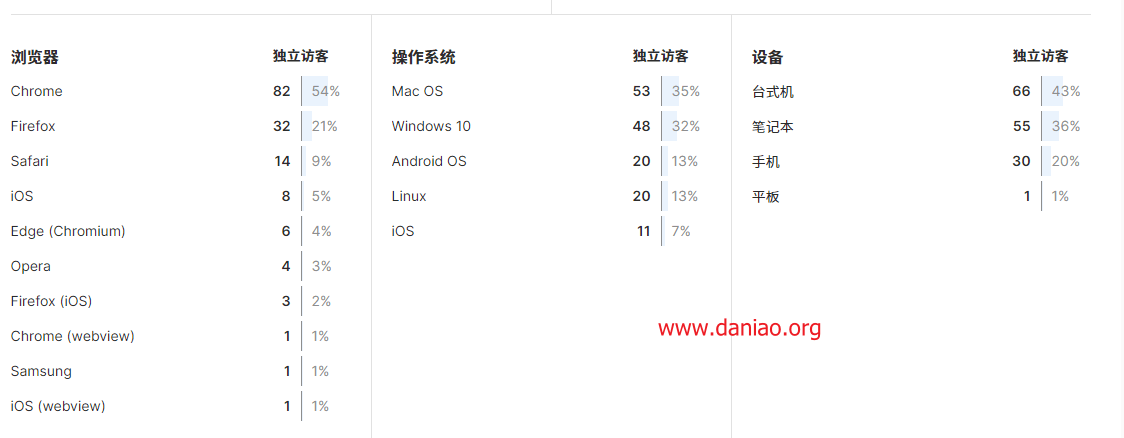 浏览器 独立访客
Chrome 82 54%
Firefox 32 21%
Safari 14 9%
iOS 8 5%
Edge (Chromium) 6 4%
Opera 4 3%
Firefox (iOS) 3 2%
Chrome (webview) 1 1%
Samsung 1 1%
iOS (webview) 1 1%
操作系统 独立访客
Mac OS 53 35%
Windows 10 48 32%
Android OS 20 13%
Linux 20 13%
iOS 11 7%
设备 独立访客
台式机 66 43%
笔记本 55 36%
手机 30 20%
平板 1 1%
www.daniao.org